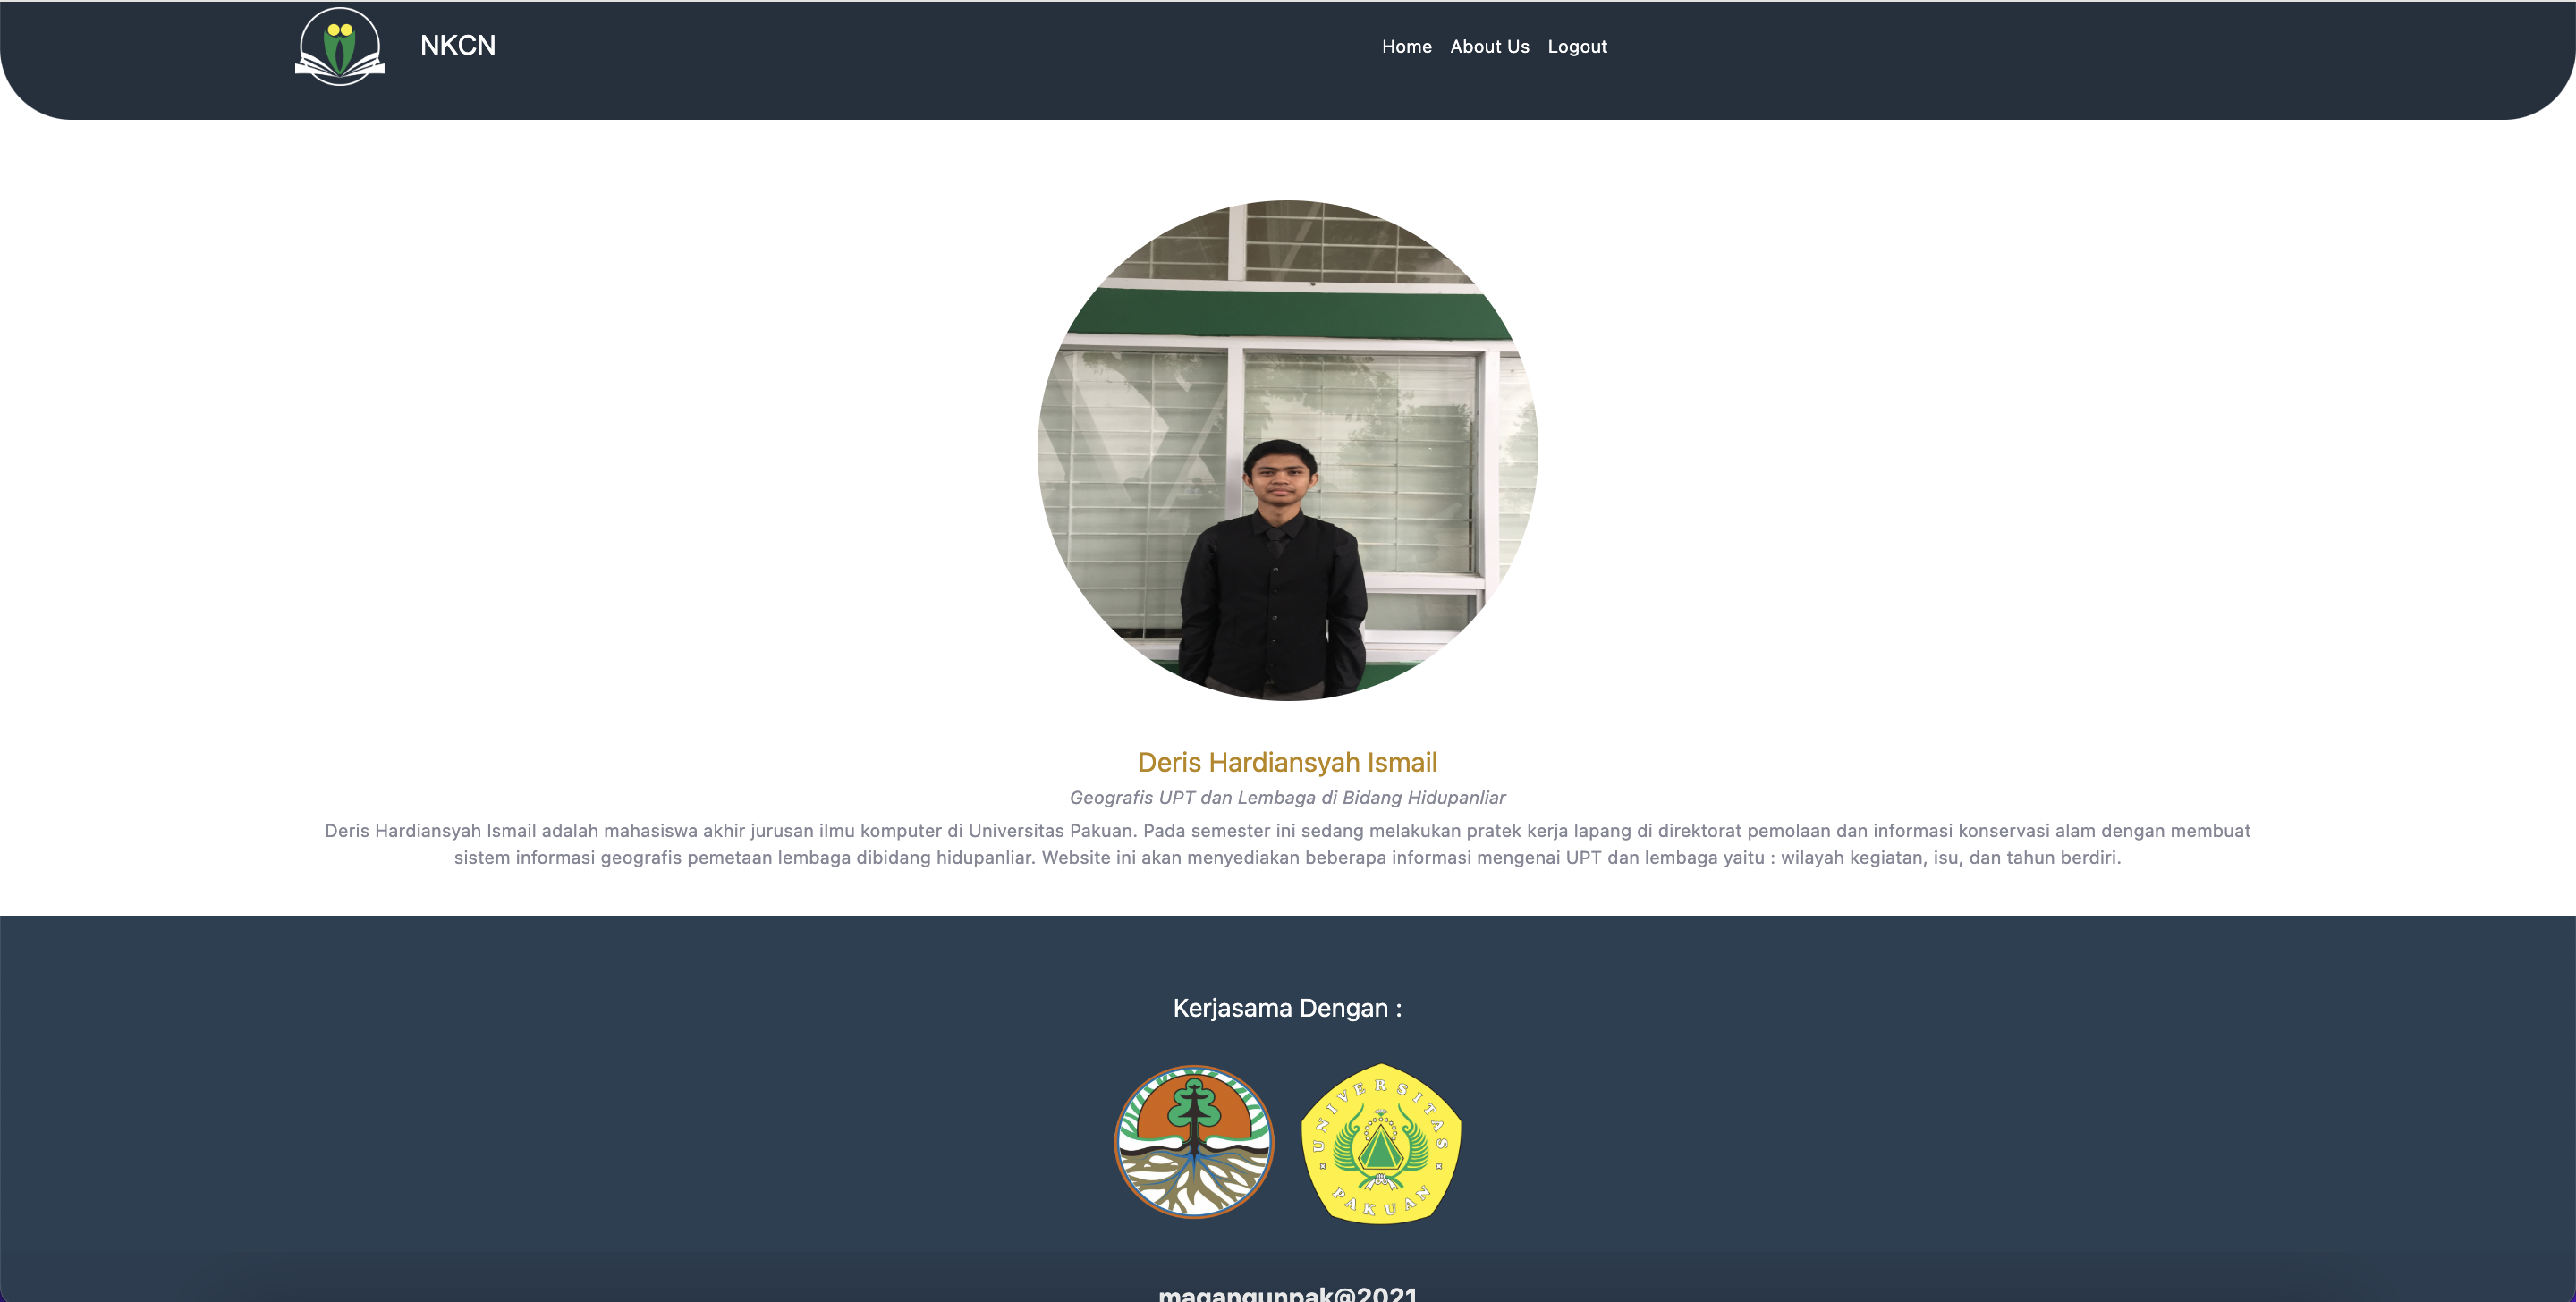 NKCN
Home About Us Logout
Deris Hardiansyah Ismail
Geografis UPT dan Lembaga di Bidang Hidupanliar
Deris Hardiansyah Ismail adalah mahasiswa akhir jurusan ilmu komputer di Universitas Pakuan. Pada semester ini sedang melakukan pratek kerja lapang di direktorat pemolaan dan informasi konservasi alam dengan membuat
sistem informasi geografis pemetaan lembaga dibidang hidupanliar. Website ini akan menyediakan beberapa informasi mengenai UPT dan lembaga yaitu : wilayah kegiatan, isu, dan tahun berdiri.
Kerjasama Dengan :
UNIVERSITAS
PAKUAN
magangunpak@2021